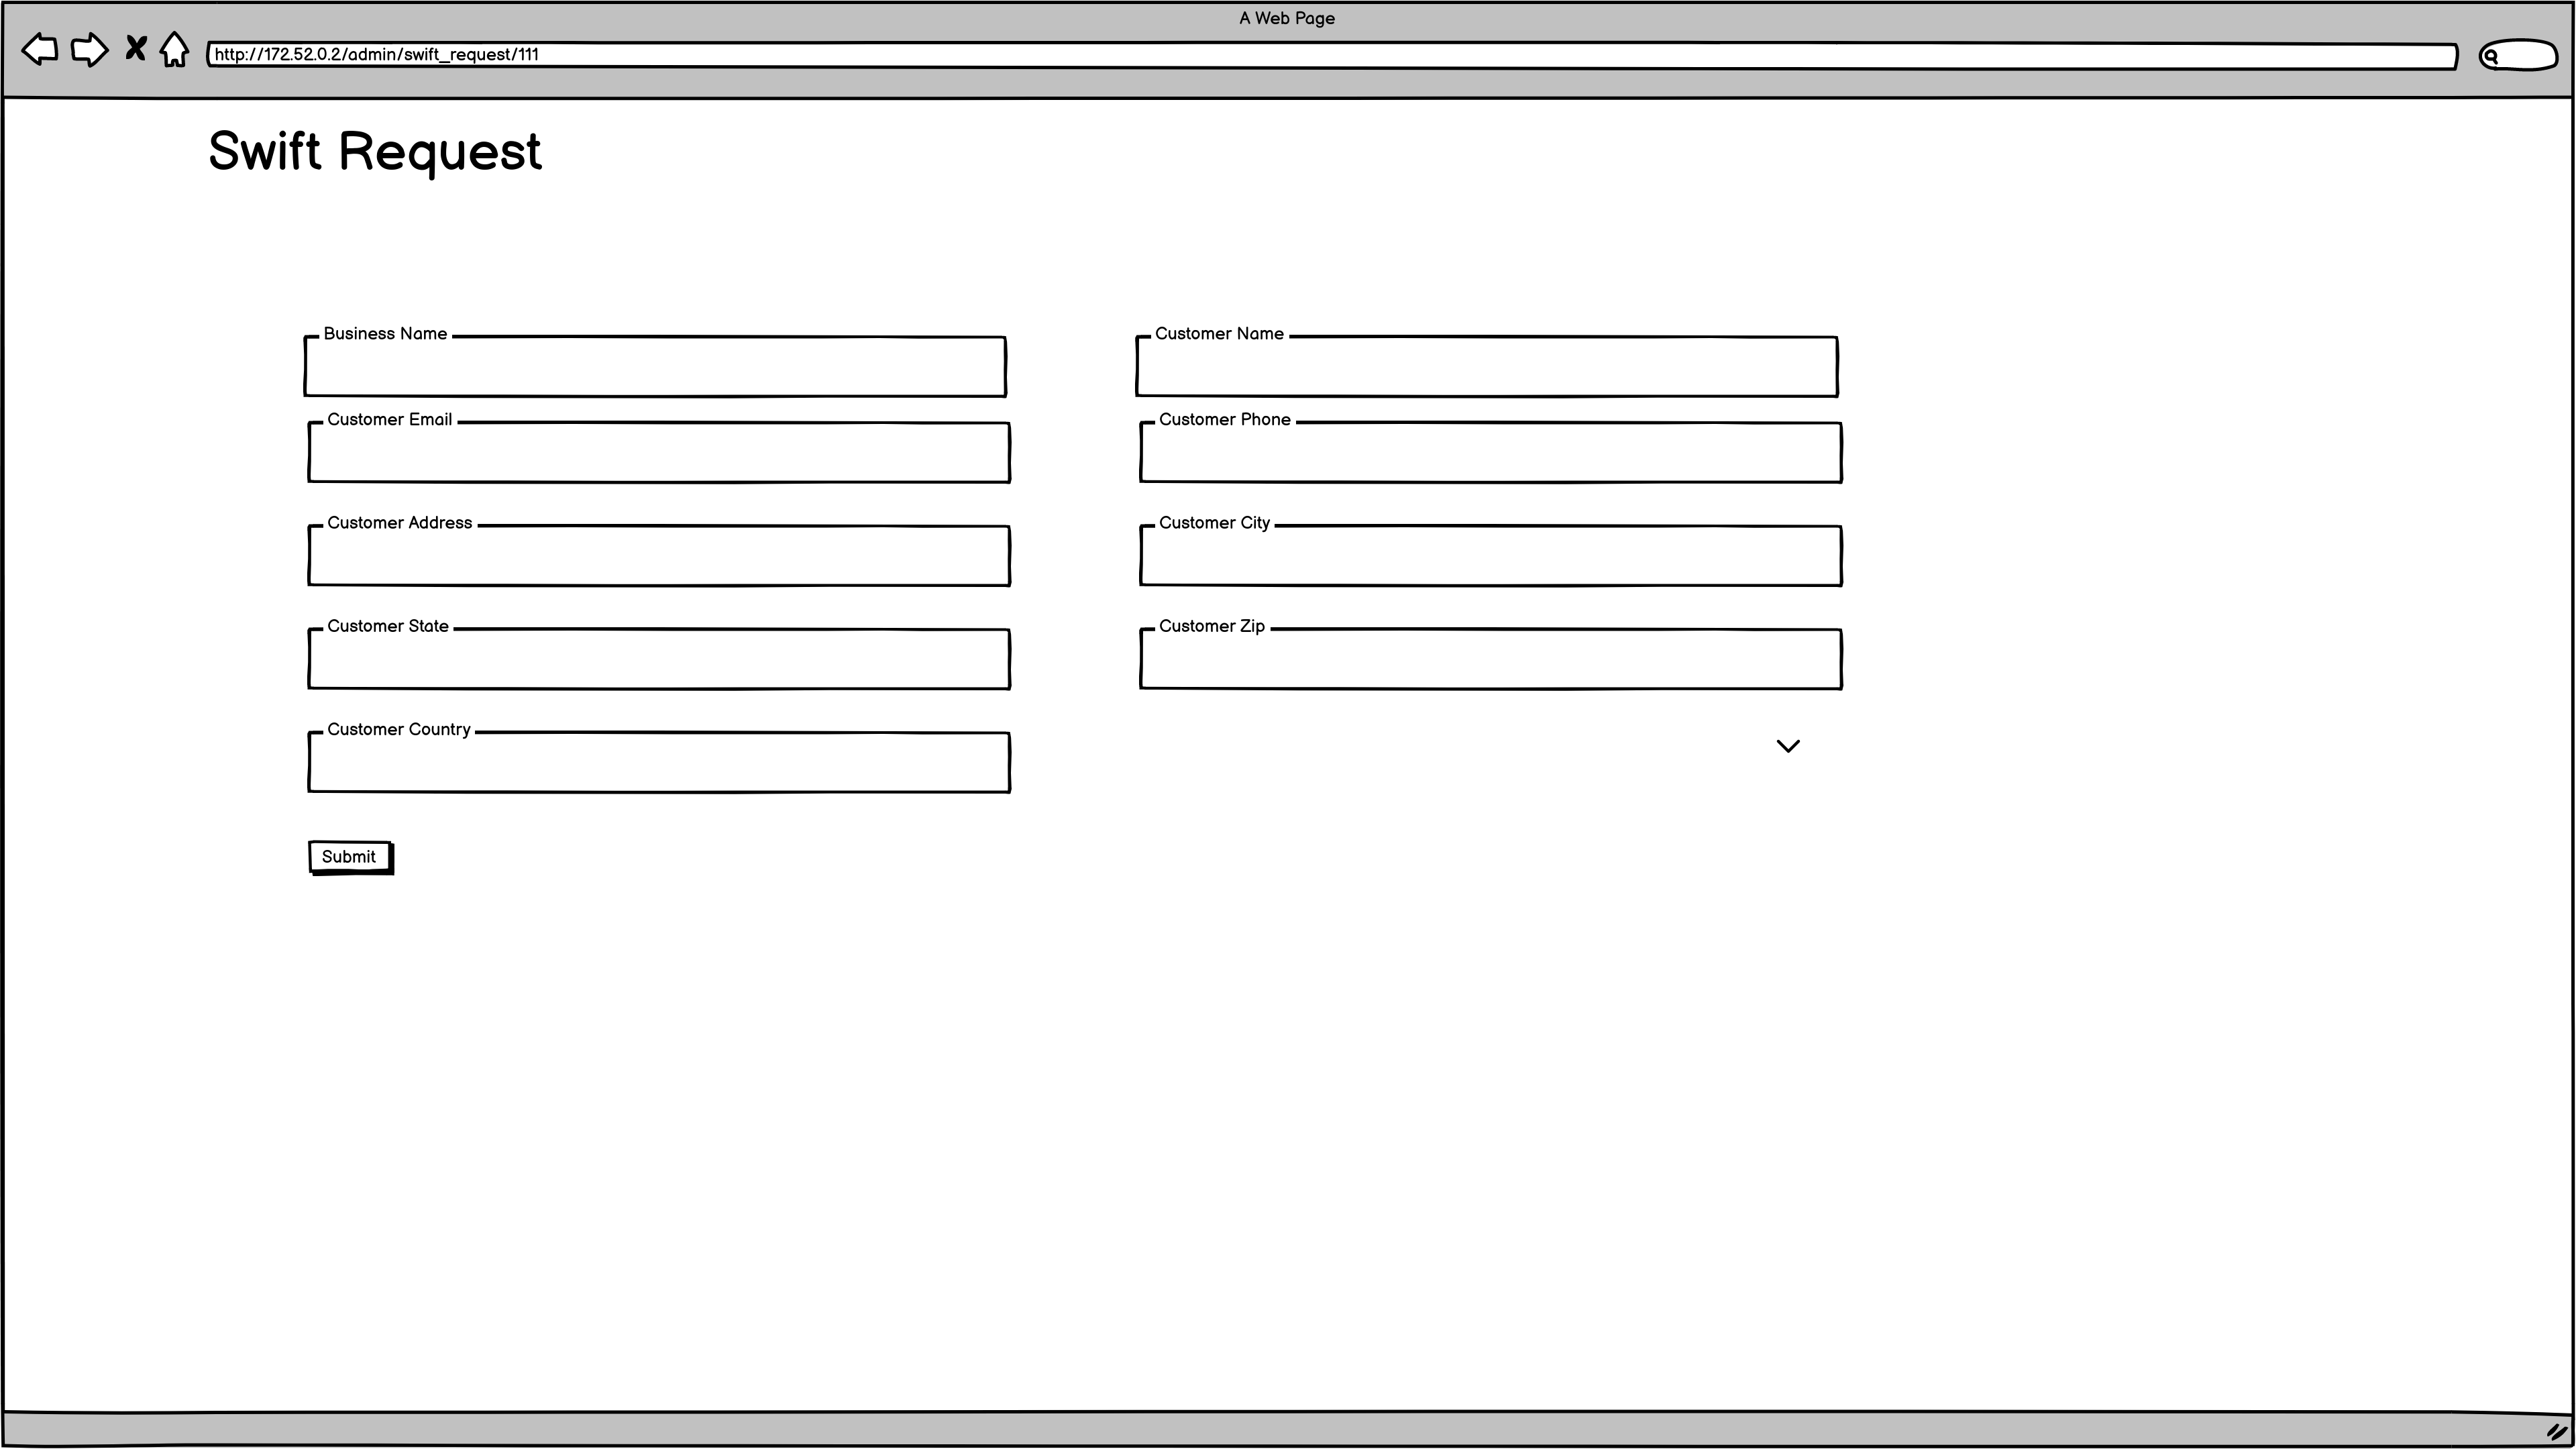 A Web Page
http://172.52.0.2/admin/swift_request/111
Swift Request
Business Name
Customer Name
Customer Email
Customer Phone
Customer Address
Customer City
Customer State
Customer Zip
Customer Country
Submit